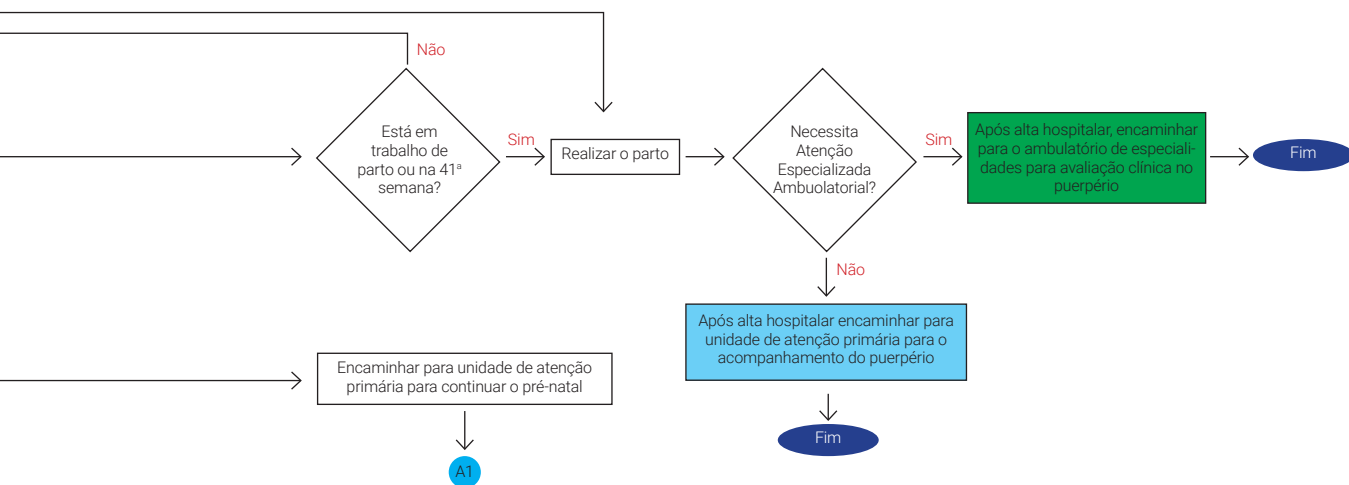 Não
Está em
trabalho de
parto ou na 41ª
semana?
Sim
Realizar o parto
Necessita
Atenção
Especializada
Ambuolatorial?
Sim
Após alta hospitalar, encaminhar
para o ambulatório de especiali-
dades para avaliação clínica no
puerpério
Fim
Não
Após alta hospitalar encaminhar para
unidade de atenção primária para o
acompanhamento do puerpério
Fim
Encaminhar para unidade de atenção
primária para continuar o pré-natal
A1